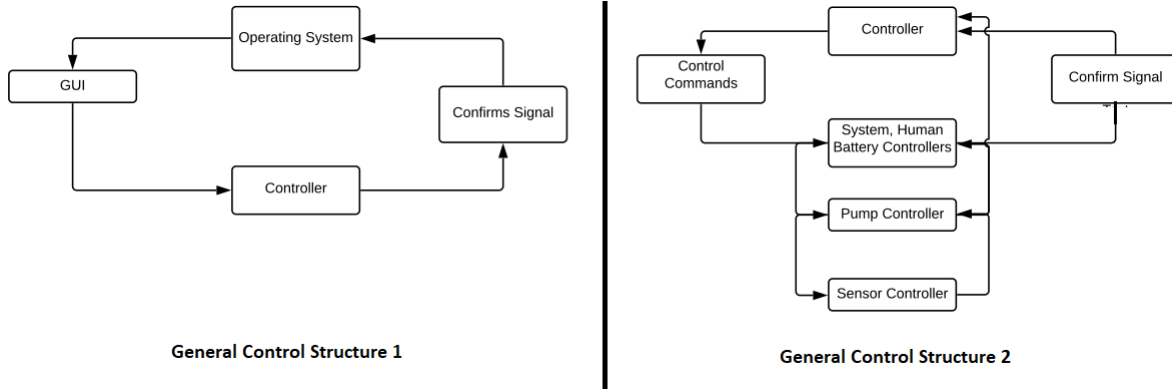 Operating System
GUI
Confirms Signal
Controller
General Control Structure 1
Controller
Control
Commands
Confirm Signal
System, Human
Battery Controllers
Pump Controller
Sensor Controller
General Control Structure 2